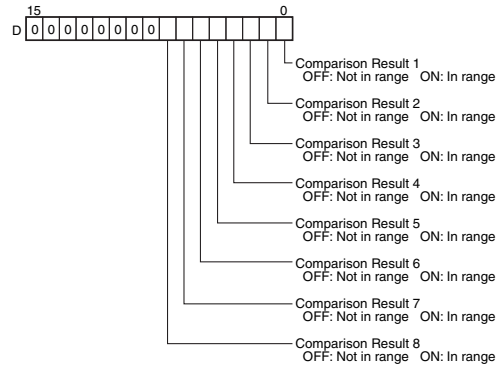 15 0
D 0 0 0 0 0 0 0 0
Comparison Result 1
OFF: Not in range ON: In range
Comparison Result 2
OFF: Not in range ON: In range
Comparison Result 3
OFF: Not in range ON: In range
Comparison Result 4
OFF: Not in range ON: In range
Comparison Result 5
OFF: Not in range ON: In range
Comparison Result 6
OFF: Not in range ON: In range
Comparison Result 7
OFF: Not in range ON: In range
Comparison Result 8
OFF: Not in range ON: In range